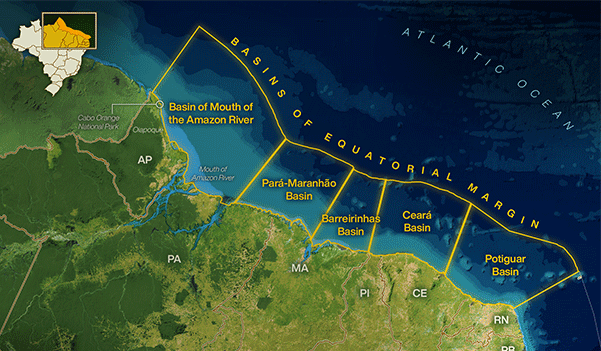 BASINS OF EQUATORIAL MARGIN
ATLANTIC OCEAN
Basin of Mouth of
the Amazon River
Cabo Orange
National Park
Oiapoque
AP
Mouth of
Amazon River
Pará-Maranhão
Basin
Barreirinhas
Basin
Ceará
Basin
Potiguar
Basin
PA
MA
PI
CE
RN
PB